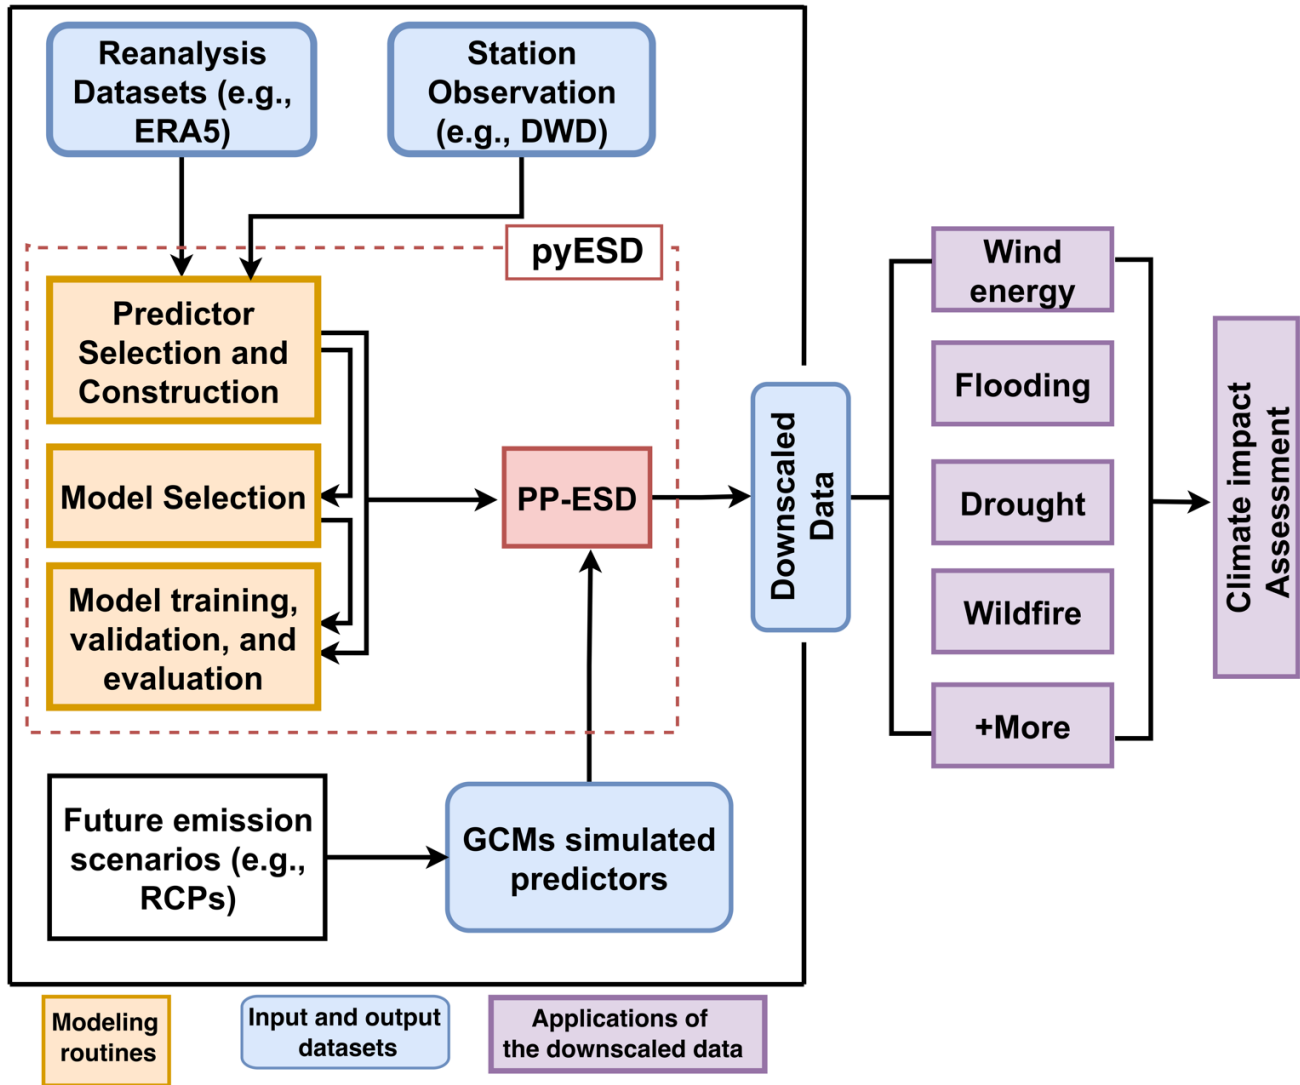 Reanalysis
Datasets (e.g.,
ERA5)
Station
Observation
(e.g., DWD)
pyESD
Predictor
Selection and
Construction
Model Selection
Model training,
validation, and
evaluation
PP-ESD
Future emission
scenarios (e.g.,
RCPs)
GCMs simulated
predictors
Downscaled
Data
Wind
energy
Flooding
Drought
Wildfire
+More
Climate impact
Assessment
Modeling
routines
Input and output
datasets
Applications of
the downscaled data